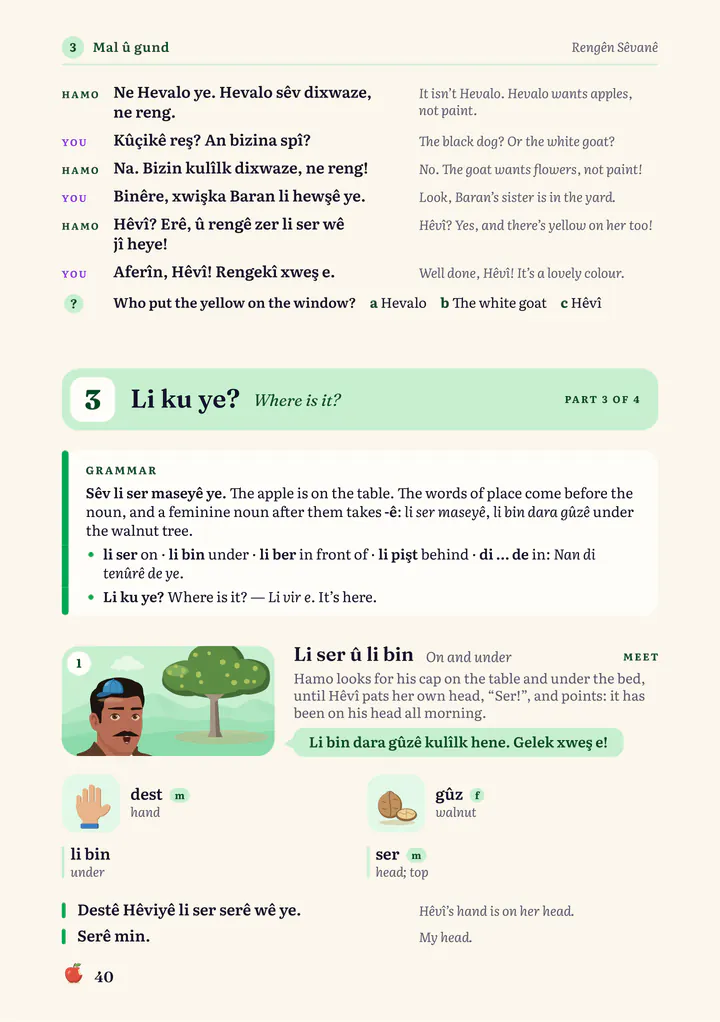 3 Mal û gund Rengên Sêvanê
HAMO Ne Hevalo ye. Hevalo sêv dixwaze, It isn't Hevalo. Hevalo wants apples,
ne reng. not paint.
YOU Kûçikê reş? An bizina spî? The black dog? Or the white goat?
HAMO Na. Bizin kulîlk dixwaze, ne reng! No. The goat wants flowers, not paint!
YOU Binêre, xwişka Baran li hewşê ye. Look, Baran's sister is in the yard.
HAMO Hêvî? Erê, û rengê zer li ser wê Hêvî? Yes, and there's yellow on her too!
jî heye!
YOU Aferîn, Hêvî! Rengekî xweş e. Well done, Hêvî! It's a lovely colour.
? Who put the yellow on the window? a Hevalo b The white goat c Hêvî
3 Li ku ye? Where is it? PART 3 OF 4
GRAMMAR
Sêv li ser maseyê ye. The apple is on the table. The words of place come before the
noun, and a feminine noun after them takes -ê: li ser maseyê, li bin dara gûzê under
the walnut tree.
• li ser on · li bin under · li ber in front of · li pişt behind · di … de in: Nan di
tenûrê de ye.
• Li ku ye? Where is it? — Li vir e. It's here.
1
Li ser û li bin On and under MEET
Hamo looks for his cap on the table and under the bed,
until Hêvî pats her own head, “Ser!”, and points: it has
been on his head all morning.
Li bin dara gûzê kulîlk hene. Gelek xweş e!
dest m gûz f
hand walnut
li bin ser m
under head; top
Destê Hêviyê li ser serê wê ye. Hêvî's hand is on her head.
Serê min. My head.
40